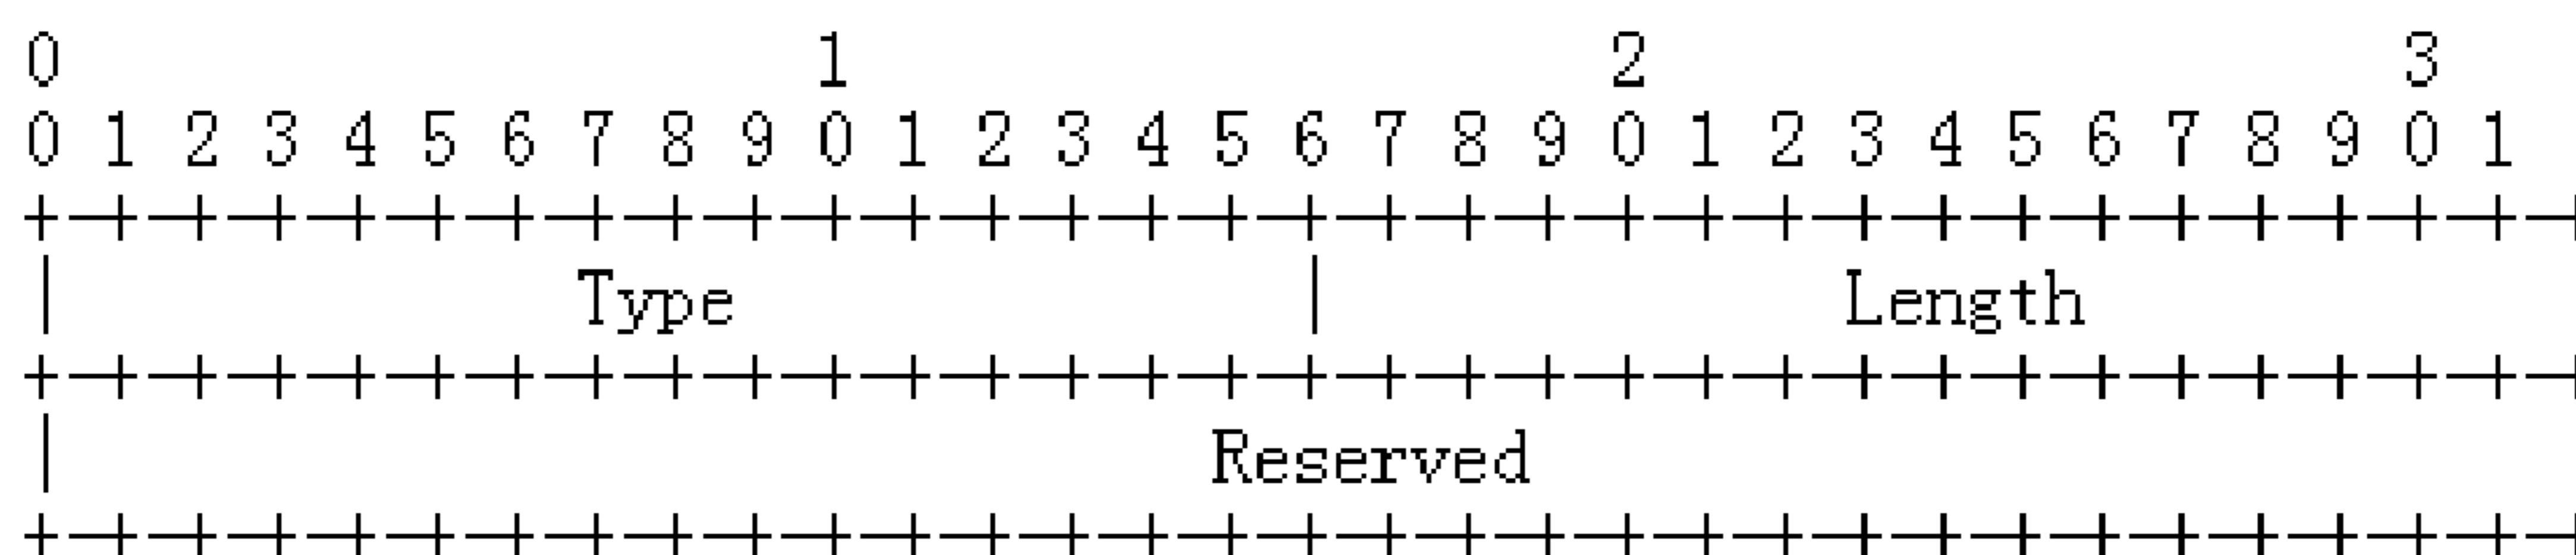 0                   1                   2                   3
0 1 2 3 4 5 6 7 8 9 0 1 2 3 4 5 6 7 8 9 0 1 2 3 4 5 6 7 8 9 0 1
+-+-+-+-+-+-+-+-+-+-+-+-+-+-+-+-+-+-+-+-+-+-+-+-+-+-+-+-+-+-+-+-+
|             Type              |             Length
+-+-+-+-+-+-+-+-+-+-+-+-+-+-+-+-+-+-+-+-+-+-+-+-+-+-+-+-+-+-+-+-+
|                             Reserved
+-+-+-+-+-+-+-+-+-+-+-+-+-+-+-+-+-+-+-+-+-+-+-+-+-+-+-+-+-+-+-+-+